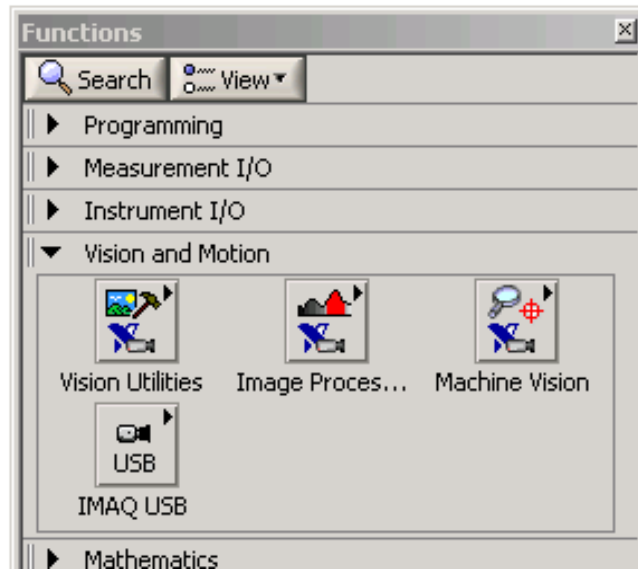 Functions
Search View
Programming
Measurement I/O
Instrument I/O
Vision and Motion
Vision Utilities Image Proces... Machine Vision
USB
IMAQ USB
Mathematics